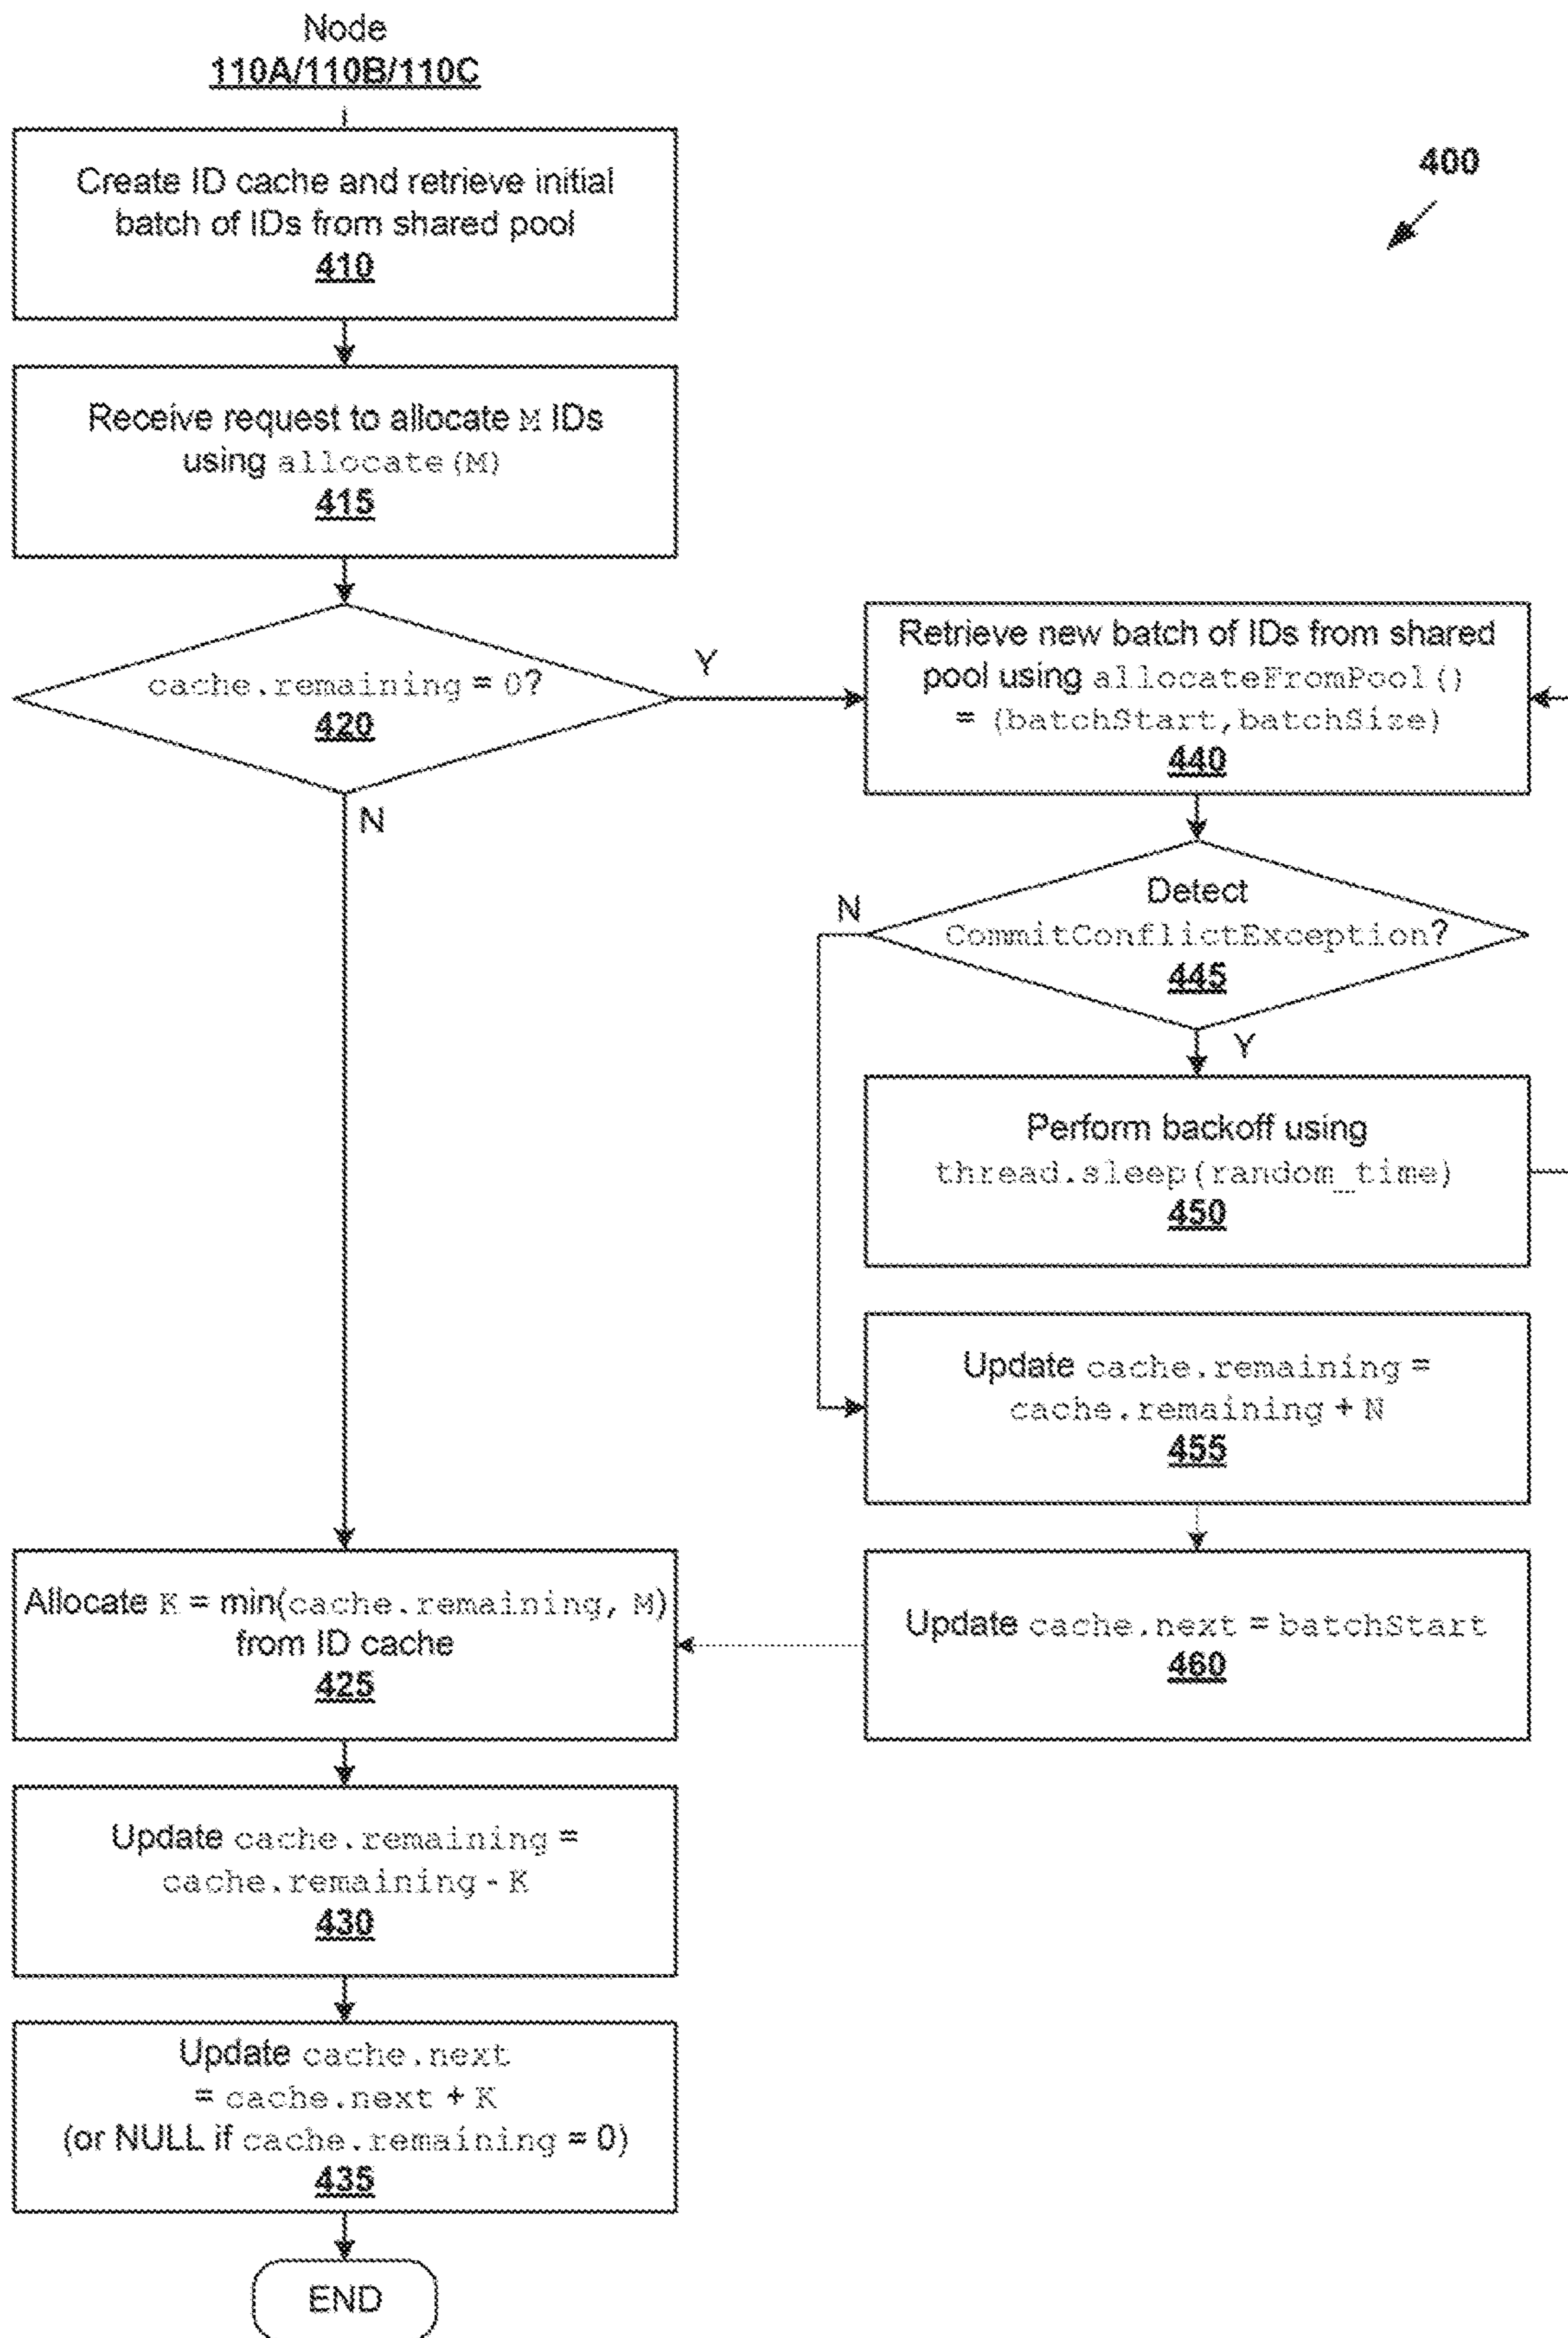 Node
110A/110B/110C
400
Create ID cache and retrieve initial
batch of IDs from shared pool
410
Receive request to allocate M IDs
using allocate(M)
415
cache.remaining = 0?
420
Y
N
Retrieve new batch of IDs from shared
pool using allocateFromPool()
= (batchStart,batchSize)
440
Detect
CommitConflictException?
445
N
Y
Perform backoff using
thread.sleep(random_time)
450
Update cache.remaining =
cache.remaining + N
455
Update cache.next = batchStart
460
Allocate K = min(cache.remaining, M)
from ID cache
425
Update cache.remaining =
cache.remaining - K
430
Update cache.next
= cache.next + K
(or NULL if cache.remaining = 0)
435
END